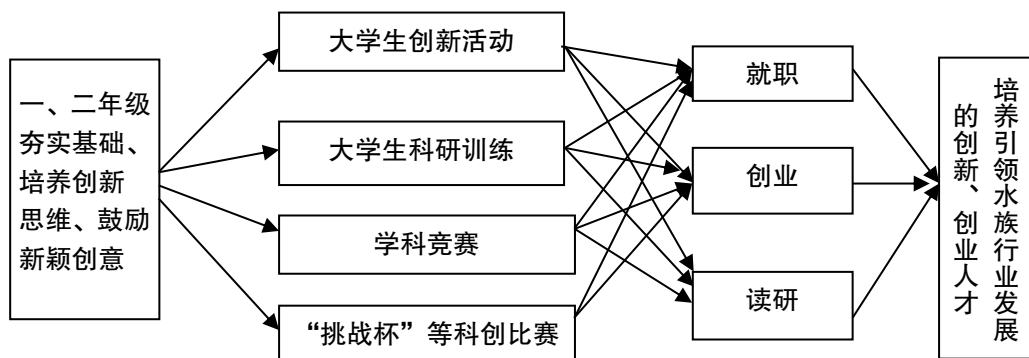 一、二年级
夯实基础、
培养创新
思维、鼓励
新颖创意
大学生创新活动
大学生科研训练
学科竞赛
“挑战杯”等科创比赛
就职
创业
读研
培养引领水族行业发展
的创新、创业人才